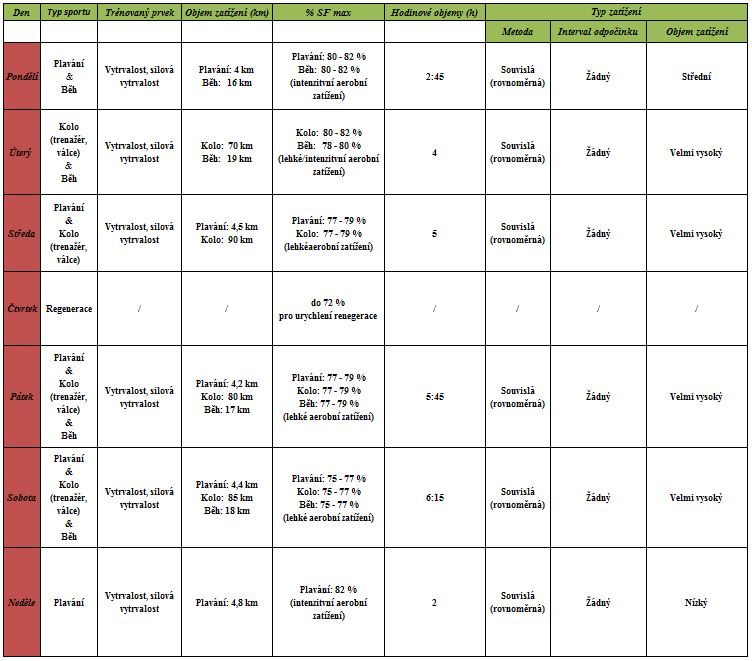 Den Typ sportu Trénovaný prvek Objem zatížení (km) % SF max Hodinové objemy (h) Typ zatížení
Metoda Interval odpočinku Objem zatížení
Pondělí
Plavání
&
Běh
Vytrvalost, silová
vytrvalost
Plavání: 4 km
Běh: 16 km
Plavání: 80 - 82 %
Běh: 80 - 82 %
(intenzitní aerobní
zatížení)
2:45
Souvislá
(rovnoměrná)
Žádný
Střední
Úterý
Kolo
(trenažér,
válce)
&
Běh
Vytrvalost, silová
vytrvalost
Kolo: 70 km
Běh: 19 km
Kolo: 80 - 82 %
Běh: 78 - 80 %
(lehké/intenzitní aerobní
zatížení)
4
Souvislá
(rovnoměrná)
Žádný
Velmi vysoký
Středa
Plavání
&
Kolo
(trenažér,
válce)
Vytrvalost, silová
vytrvalost
Plavání: 4,5 km
Kolo: 90 km
Plavání: 77 - 79 %
Kolo: 77 - 79 %
(lehkéaerobní zatížení)
5
Souvislá
(rovnoměrná)
Žádný
Velmi vysoký
Čtvrtek
Regenerace
/
/
do 72 %
pro urychlení renegerace
/
/
/
/
Pátek
Plavání
&
Kolo
(trenažér,
válce)
&
Běh
Vytrvalost, silová
vytrvalost
Plavání: 4,2 km
Kolo: 80 km
Běh: 17 km
Plavání: 77 - 79 %
Kolo: 77 - 79 %
Běh: 77 - 79 %
(lehké aerobní zatížení)
5:45
Souvislá
(rovnoměrná)
Žádný
Velmi vysoký
Sobota
Plavání
&
Kolo
(trenažér,
válce)
&
Běh
Vytrvalost, silová
vytrvalost
Plavání: 4,4 km
Kolo: 85 km
Běh: 18 km
Plavání: 75 - 77 %
Kolo: 75 - 77 %
Běh: 75 - 77 %
(lehké aerobní zatížení)
6:15
Souvislá
(rovnoměrná)
Žádný
Velmi vysoký
Neděle
Plavání
Vytrvalost, silová
vytrvalost
Plavání: 4,8 km
Plavání: 82 %
(intenzitní aerobní
zatížení)
2
Souvislá
(rovnoměrná)
Žádný
Nízký